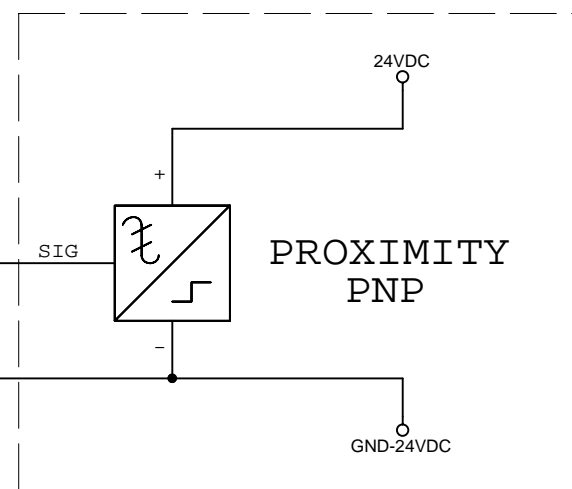 24VDC
+
SIG
PROXIMITY
PNP
−
GND-24VDC